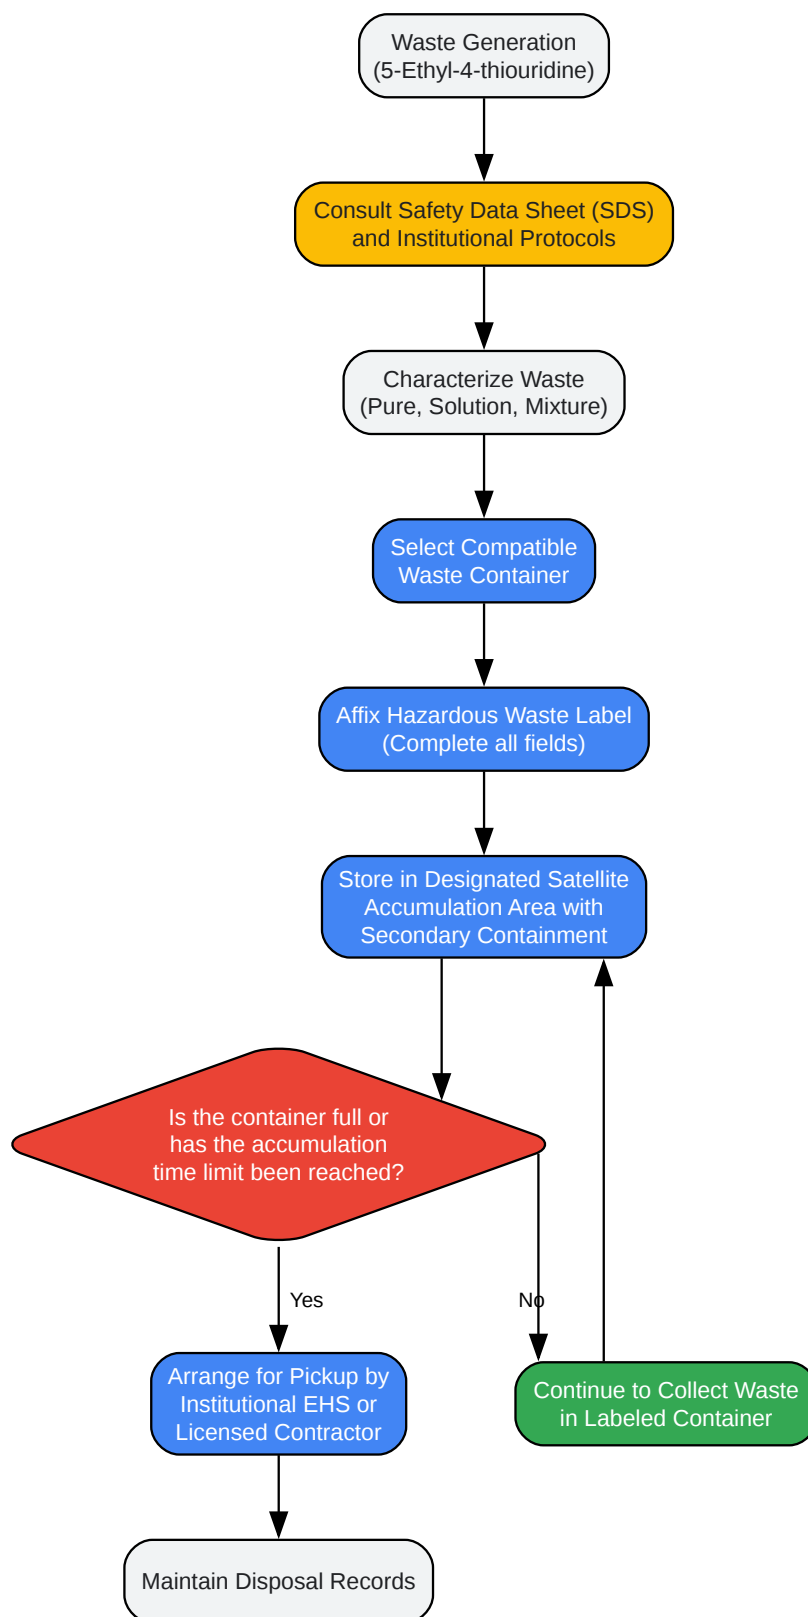 Waste Generation
(5-Ethyl-4-thiouridine)
Consult Safety Data Sheet (SDS)
and Institutional Protocols
Characterize Waste
(Pure, Solution, Mixture)
Select Compatible
Waste Container
Affix Hazardous Waste Label
(Complete all fields)
Store in Designated Satellite
Accumulation Area with
Secondary Containment
Is the container full or
has the accumulation
time limit been reached?
Yes
No
Arrange for Pickup by
Institutional EHS or
Licensed Contractor
Continue to Collect Waste
in Labeled Container
Maintain Disposal Records